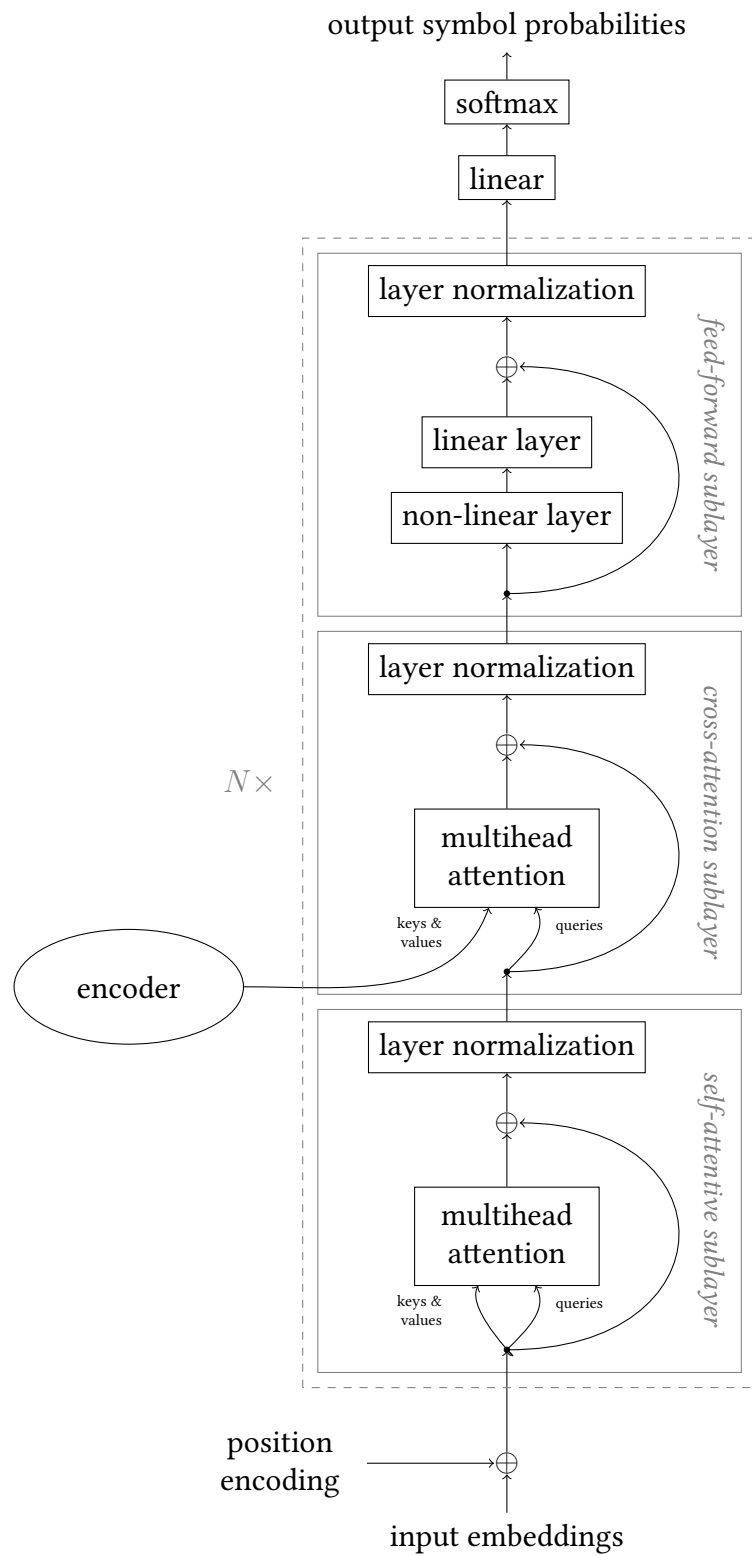 output symbol probabilities
softmax
linear
layer normalization
feed-forward sublayer
linear layer
non-linear layer
layer normalization
cross-attention sublayer
N×
multihead
attention
keys &
values
queries
encoder
layer normalization
self-attentive sublayer
multihead
attention
keys &
values
queries
position
encoding
input embeddings